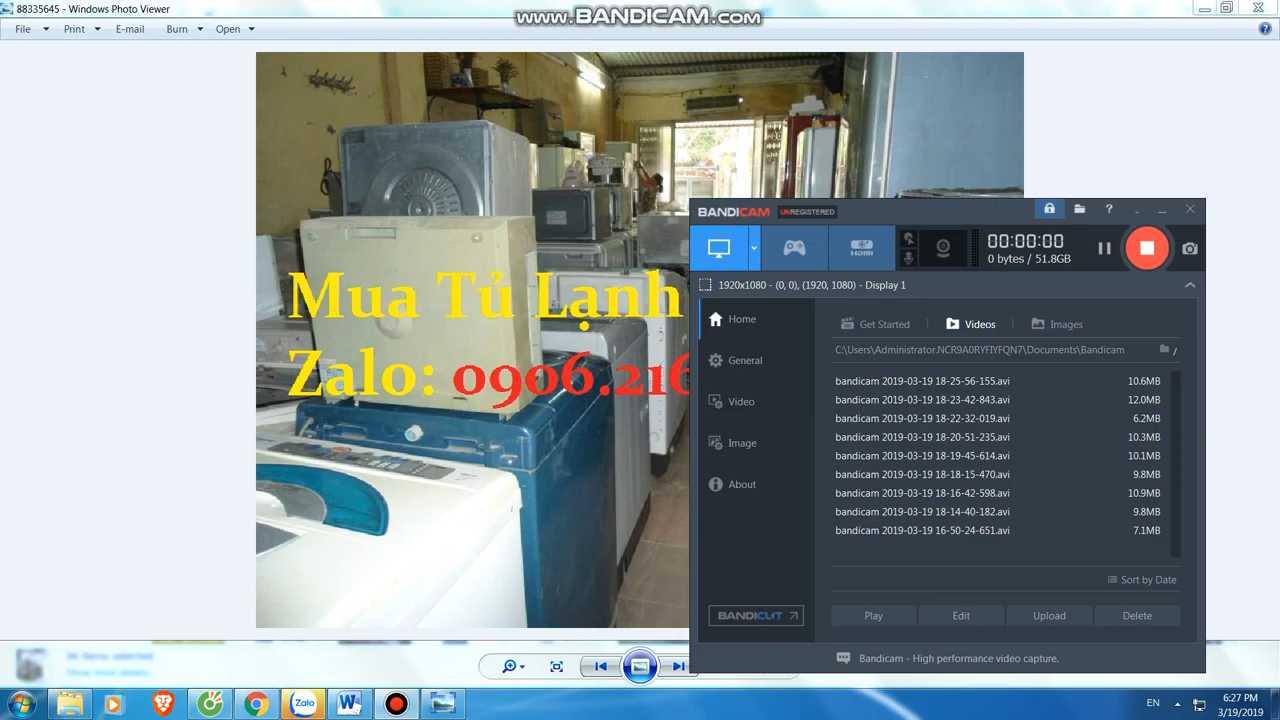 88335645 - Windows Photo Viewer
www.BANDICAM.com
File Print E-mail Burn Open
Mua Tủ Lạnh
Zalo: 0906.216
BANDICAM UNREGISTERED
HDMI
00:00:00
0 bytes / 51.8GB
1920x1080 - (0, 0), (1920, 1080) - Display 1
Home
General
Video
Image
About
BANDICUT
Get Started Videos Images
C:\Users\Administrator.NCR9A0RYFIYFQN7\Documents\Bandicam
bandicam 2019-03-19 18-25-56-155.avi 10.6MB
bandicam 2019-03-19 18-23-42-843.avi 12.0MB
bandicam 2019-03-19 18-22-32-019.avi 6.2MB
bandicam 2019-03-19 18-20-51-235.avi 10.3MB
bandicam 2019-03-19 18-19-45-614.avi 10.1MB
bandicam 2019-03-19 18-18-15-470.avi 9.8MB
bandicam 2019-03-19 18-16-42-598.avi 10.9MB
bandicam 2019-03-19 18-14-40-182.avi 9.8MB
bandicam 2019-03-19 16-50-24-651.avi 7.1MB
Sort by Date
Play Edit Upload Delete
Bandicam - High performance video capture.
Zalo
EN
6:27 PM
3/19/2019